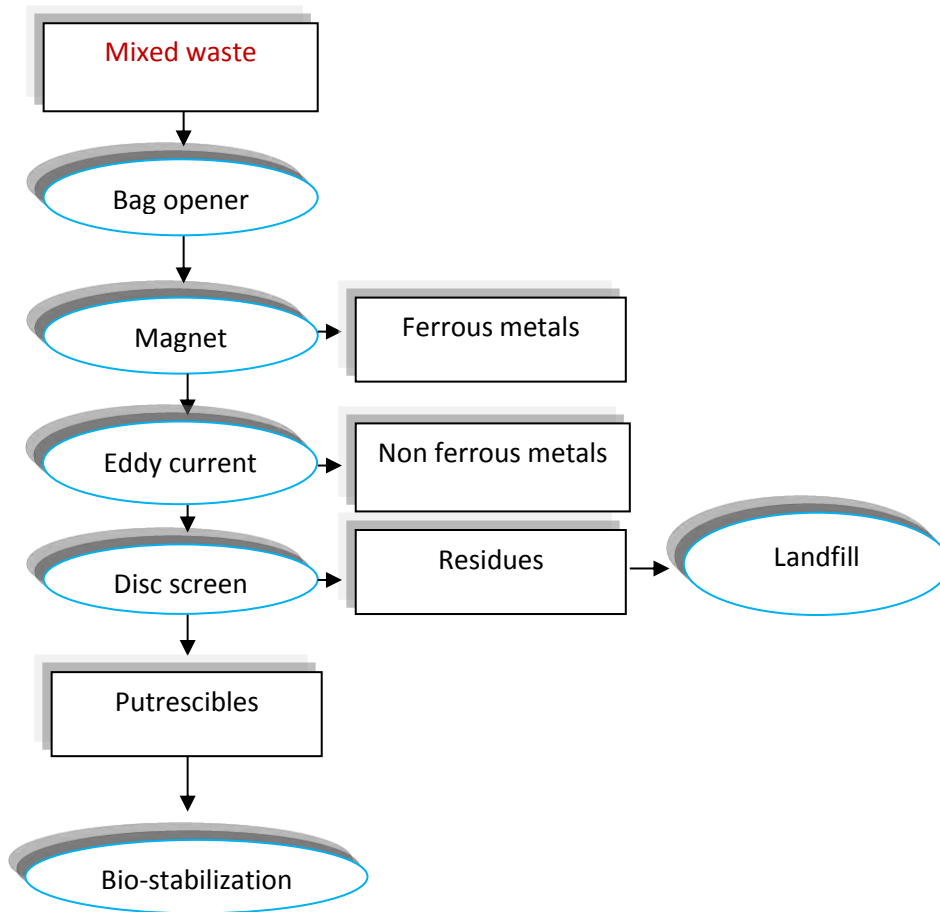 Mixed waste
Bag opener
Magnet
Ferrous metals
Eddy current
Non ferrous metals
Disc screen
Residues
Landfill
Putrescibles
Bio-stabilization